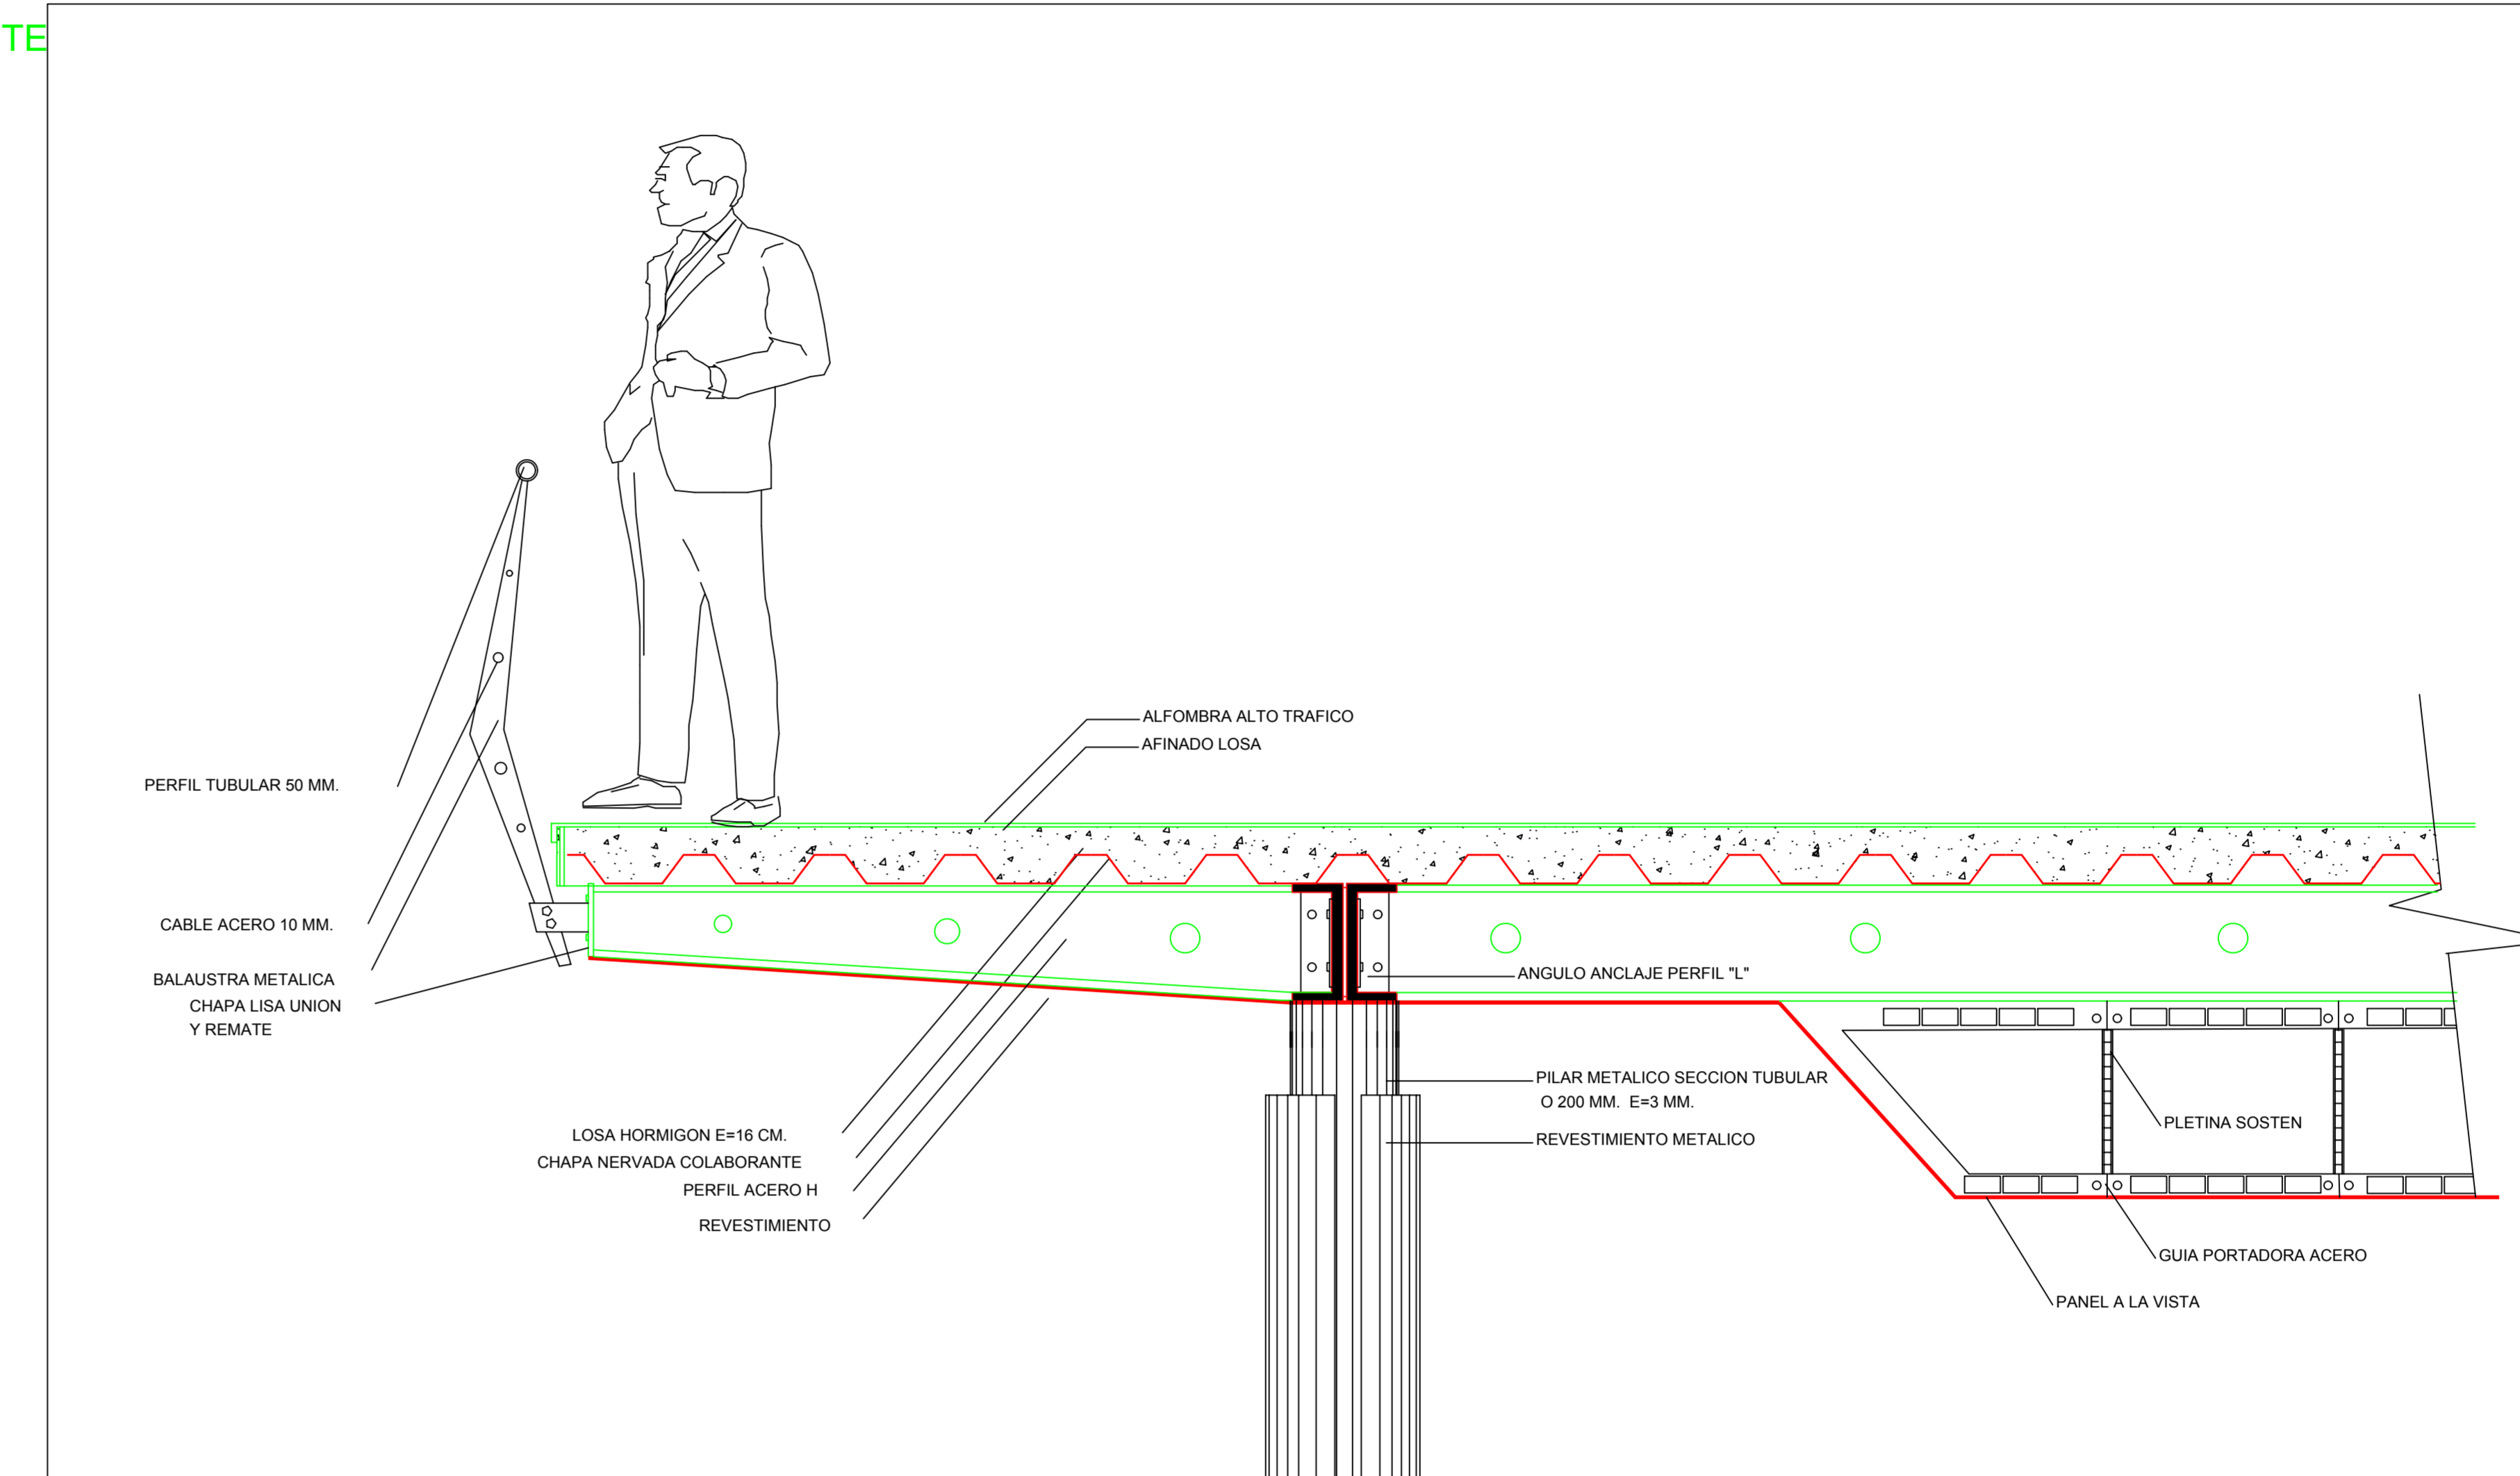 TE
ALFOMBRA ALTO TRAFICO
AFINADO LOSA
PERFIL TUBULAR 50 MM.
CABLE ACERO 10 MM.
BALAUSTRA METALICA
CHAPA LISA UNION
Y REMATE
ANGULO ANCLAJE PERFIL "L"
PILAR METALICO SECCION TUBULAR
O 200 MM. E=3 MM.
REVESTIMIENTO METALICO
LOSA HORMIGON E=16 CM.
CHAPA NERVADA COLABORANTE
PERFIL ACERO H
REVESTIMIENTO
PLETINA SOSTEN
GUIA PORTADORA ACERO
PANEL A LA VISTA